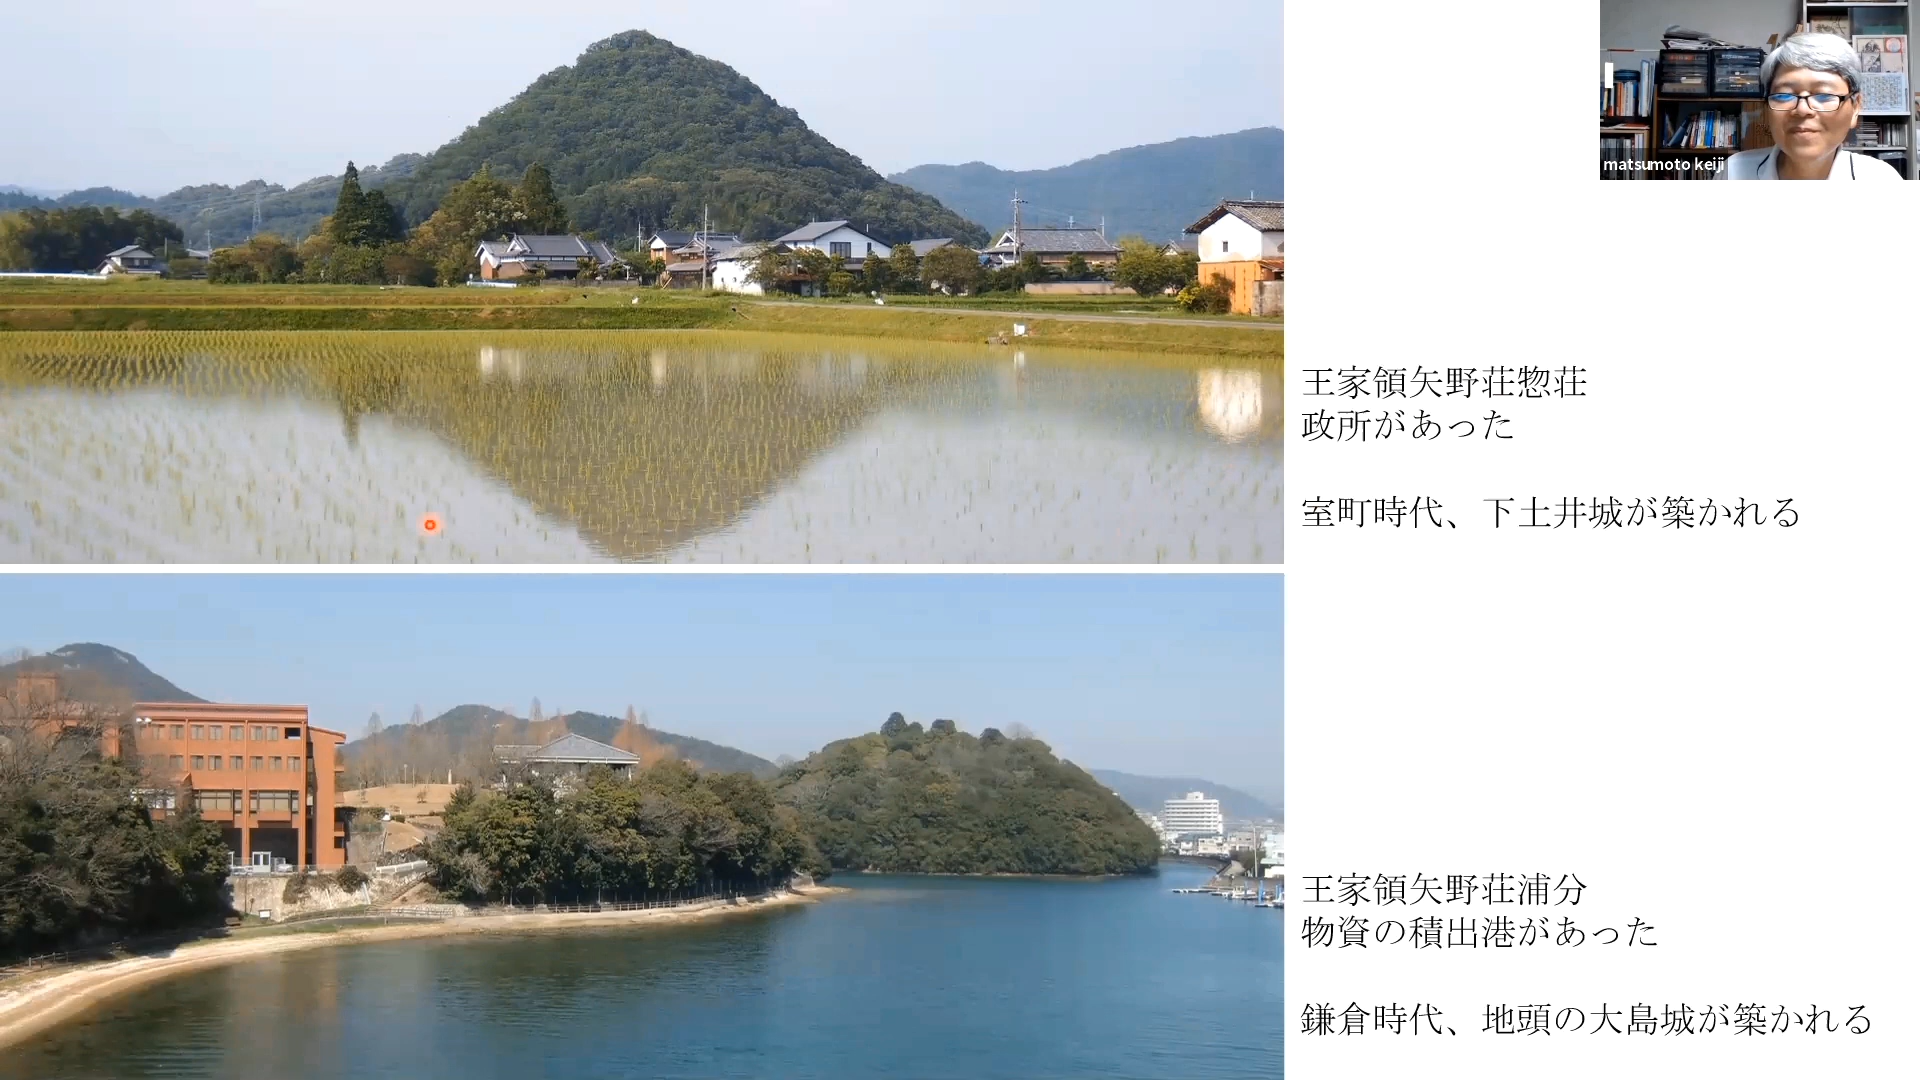 matsumoto keiji
王家領矢野荘惣荘
政所があった
室町時代、下土井城が築かれる
王家領矢野荘浦分
物資の積出港があった
鎌倉時代、地頭の大島城が築かれる